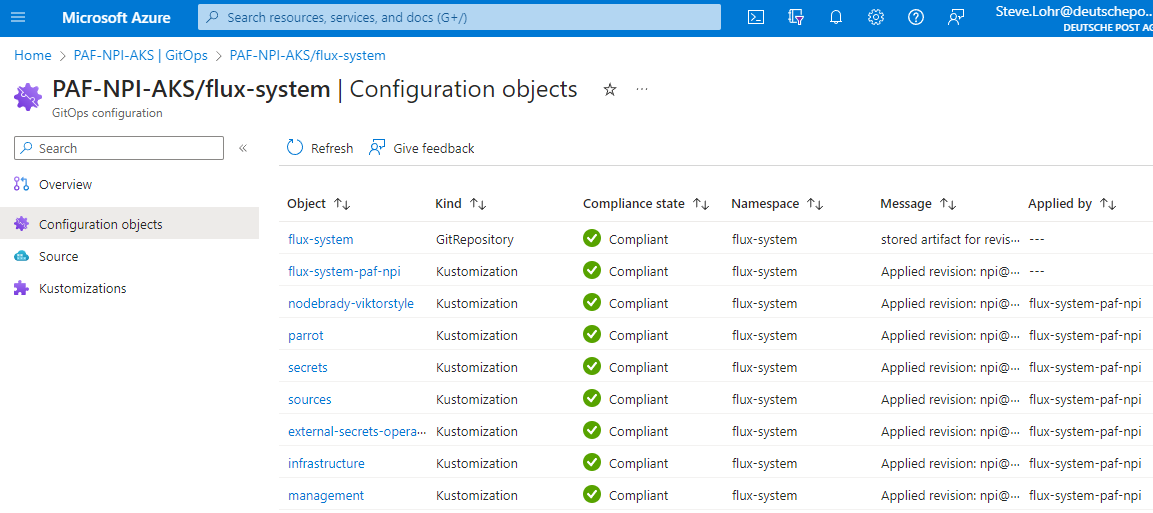 Microsoft Azure
Search resources, services, and docs (G+/)
Steve.Lohr@deutschepo...
DEUTSCHE POST AG
Home > PAF-NPI-AKS | GitOps > PAF-NPI-AKS/flux-system
PAF-NPI-AKS/flux-system | Configuration objects
GitOps configuration
Search
Refresh
Give feedback
Overview
Configuration objects
Source
Kustomizations
Object Kind Compliance state Namespace Message Applied by
flux-system GitRepository Compliant flux-system stored artifact for revis··· ---
flux-system-paf-npi Kustomization Compliant flux-system Applied revision: npi@··· ---
nodebrady-viktorstyle Kustomization Compliant flux-system Applied revision: npi@··· flux-system-paf-npi
parrot Kustomization Compliant flux-system Applied revision: npi@··· flux-system-paf-npi
secrets Kustomization Compliant flux-system Applied revision: npi@··· flux-system-paf-npi
sources Kustomization Compliant flux-system Applied revision: npi@··· flux-system-paf-npi
external-secrets-opera··· Kustomization Compliant flux-system Applied revision: npi@··· flux-system-paf-npi
infrastructure Kustomization Compliant flux-system Applied revision: npi@··· flux-system-paf-npi
management Kustomization Compliant flux-system Applied revision: npi@··· flux-system-paf-npi